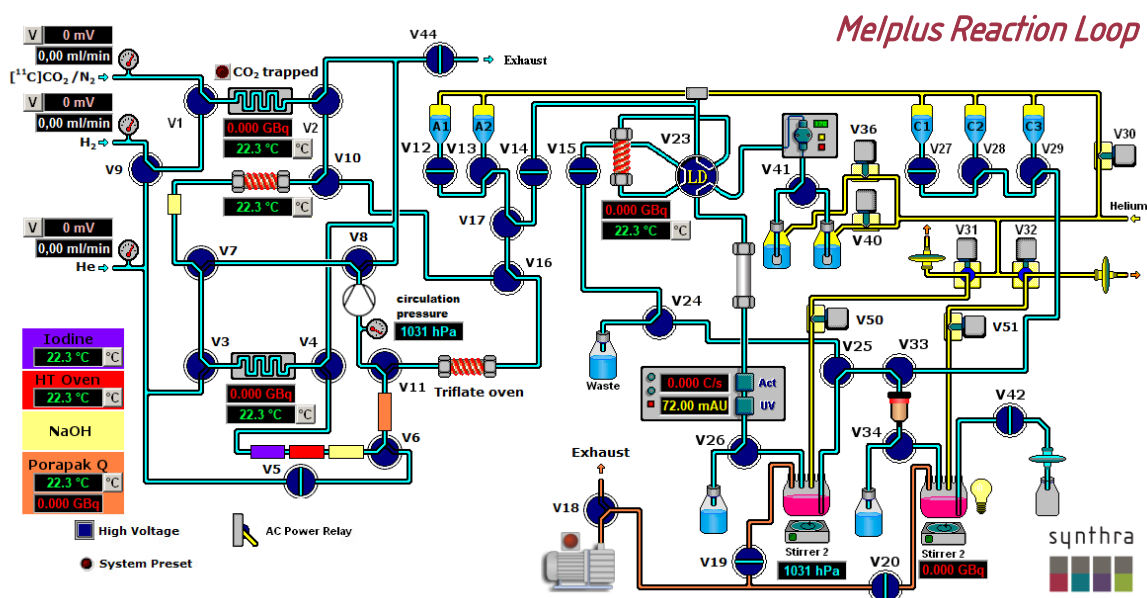 Melplus Reaction Loop
V 0 mV
0,00 ml/min
[¹¹C]CO₂/N₂
V 0 mV
0,00 ml/min
H₂
V9
V1
CO₂ trapped
0.000 GBq
22.3 °C °C
V2
V10
22.3 °C °C
V44
Exhaust
V 0 mV
0,00 ml/min
He
V7
V8
circulation
pressure
1031 hPa
V3
V4
0.000 GBq
22.3 °C °C
V11
Triflate oven
V6
V5
Iodine
22.3 °C °C
HT Oven
22.3 °C °C
NaOH
Porapak Q
22.3 °C °C
0.000 GBq
High Voltage
AC Power Relay
System Preset
A1
A2
V12
V13
V14
V15
V17
V16
V23
JLD
0.000 GBq
22.3 °C °C
V41
V36
V40
C1
C2
C3
V27
V28
V29
V30
Helium
V31
V32
V50
V51
V24
Waste
V25
V33
0.000 C/s
Act
72.00 mAU
UV
V26
V34
V42
Exhaust
V18
V19
V20
Stirrer 2
1031 hPa
Stirrer 2
0.000 GBq
synthra